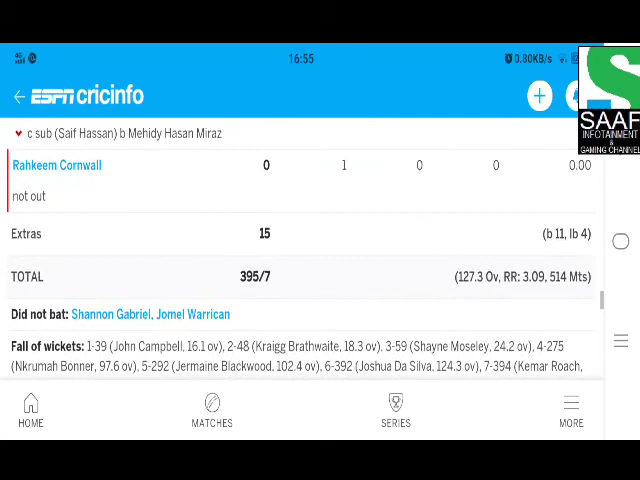 16:55
0.80KB/s
ESPN cricinfo
SAAF
INFOTAINMENT
&
GAMING CHANNEL
c sub (Saif Hassan) b Mehidy Hasan Miraz
Rahkeem Cornwall 0 1 0 0 0.00
not out
Extras 15 (b 11, lb 4)
TOTAL 395/7 (127.3 Ov, RR: 3.09, 514 Mts)
Did not bat: Shannon Gabriel, Jomel Warrican
Fall of wickets: 1-39 (John Campbell, 16.1 ov), 2-48 (Kraigg Brathwaite, 18.3 ov), 3-59 (Shayne Moseley, 24.2 ov), 4-275
(Nkrumah Bonner, 97.6 ov), 5-292 (Jermaine Blackwood, 102.4 ov), 6-392 (Joshua Da Silva, 124.3 ov), 7-394 (Kemar Roach,
HOME MATCHES SERIES MORE